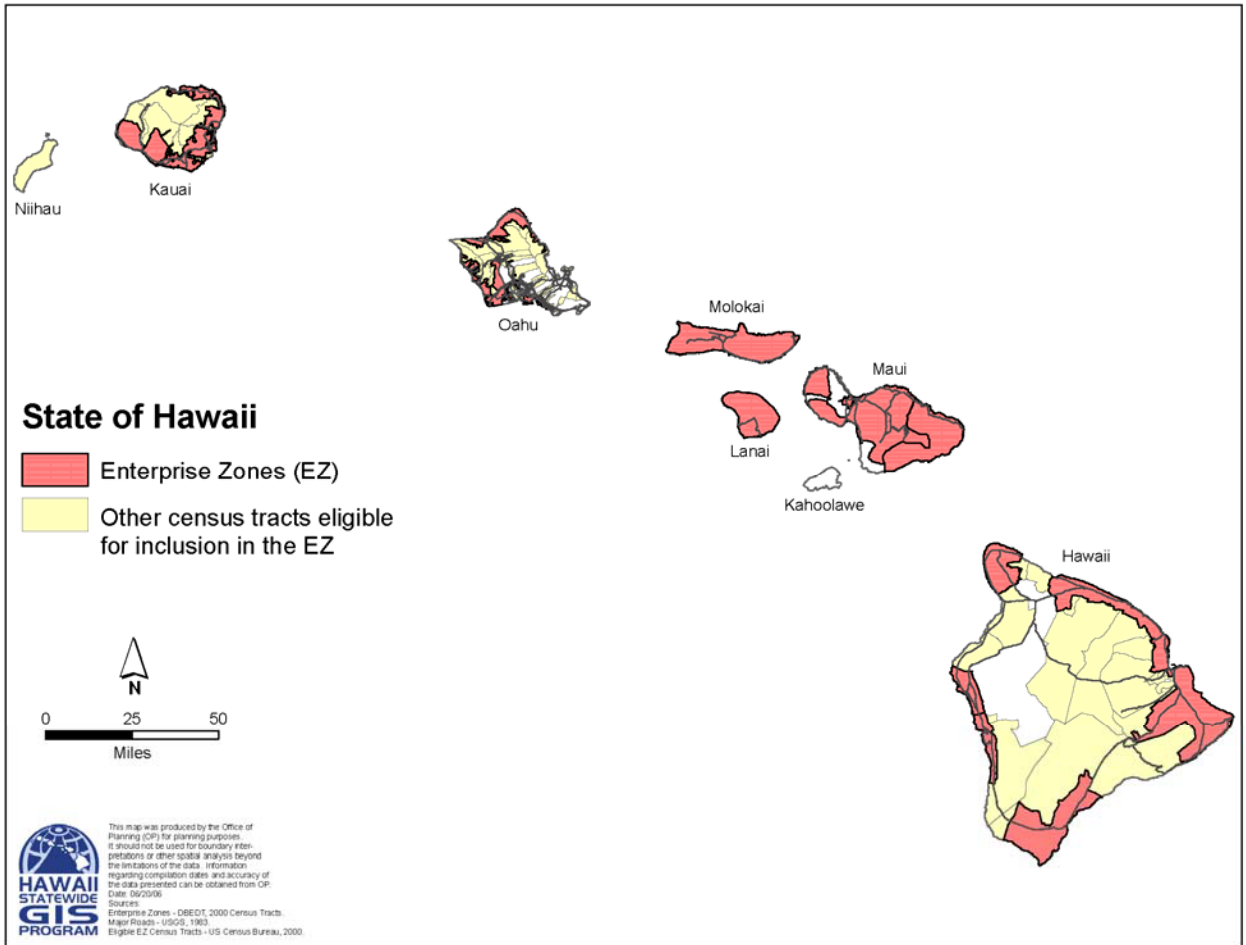 Niihau
Kauai
Oahu
Molokai
Maui
Lanai
Kahoolawe
Hawaii
State of Hawaii
Enterprise Zones (EZ)
Other census tracts eligible
for inclusion in the EZ
N
0 25 50
Miles
HAWAII
STATEWIDE
GIS
PROGRAM
This map was produced by the Office of
Planning (OP) for planning purposes.
It should not be used for boundary inter-
pretations or other spatial analysis beyond
the limitations of the data. Information
regarding compilation dates and accuracy of
the data presented can be obtained from OP.
Date: 06/20/06
Sources:
Enterprise Zones - DBEDT, 2000 Census Tracts.
Major Roads - USGS, 1983.
Eligible EZ Census Tracts - US Census Bureau, 2000.